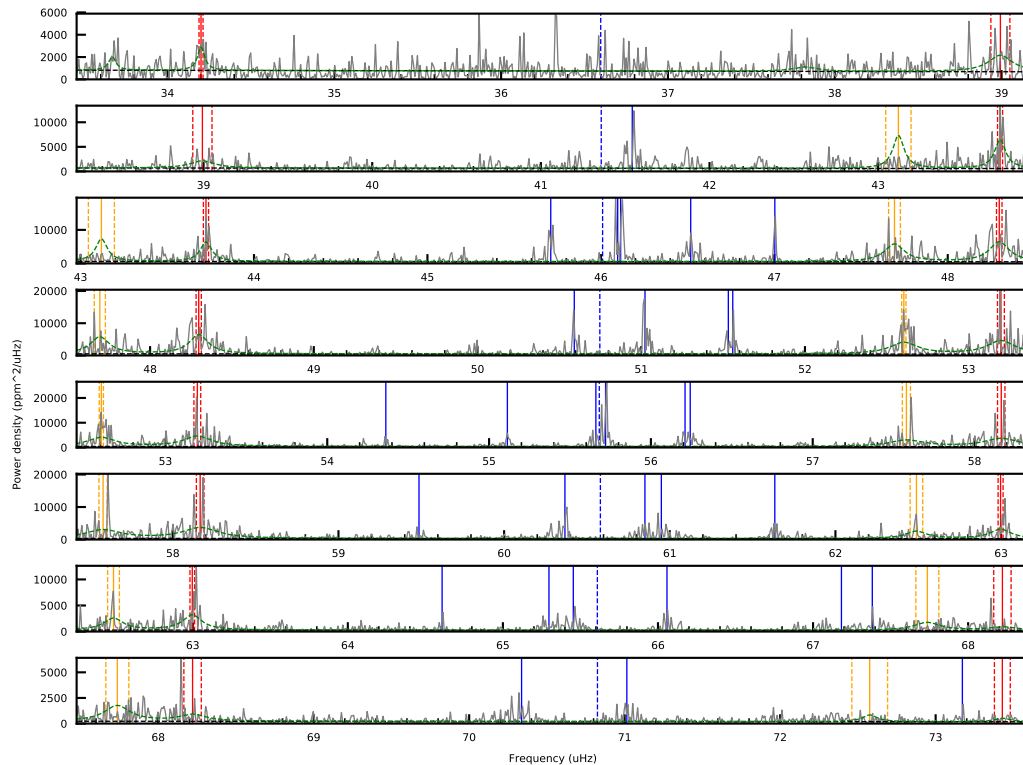 6000
4000
2000
0
34 35 36 37 38 39
10000
5000
0
39 40 41 42 43
10000
0
43 44 45 46 47 48
20000
10000
0
48 49 50 51 52 53
20000
10000
0
53 54 55 56 57 58
20000
10000
0
58 59 60 61 62 63
10000
5000
0
63 64 65 66 67 68
5000
2500
0
68 69 70 71 72 73
Power density (ppm^2/uHz)
Frequency (uHz)